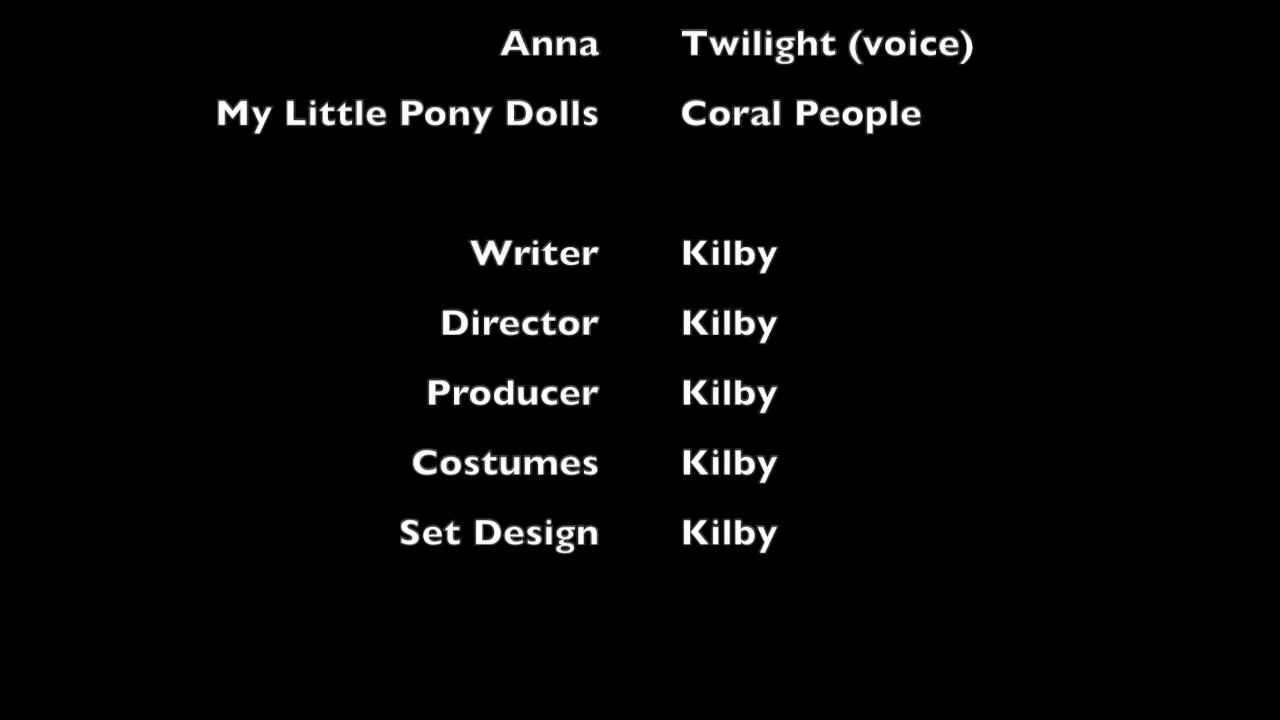 Anna Twilight (voice)
My Little Pony Dolls Coral People
Writer Kilby
Director Kilby
Producer Kilby
Costumes Kilby
Set Design Kilby